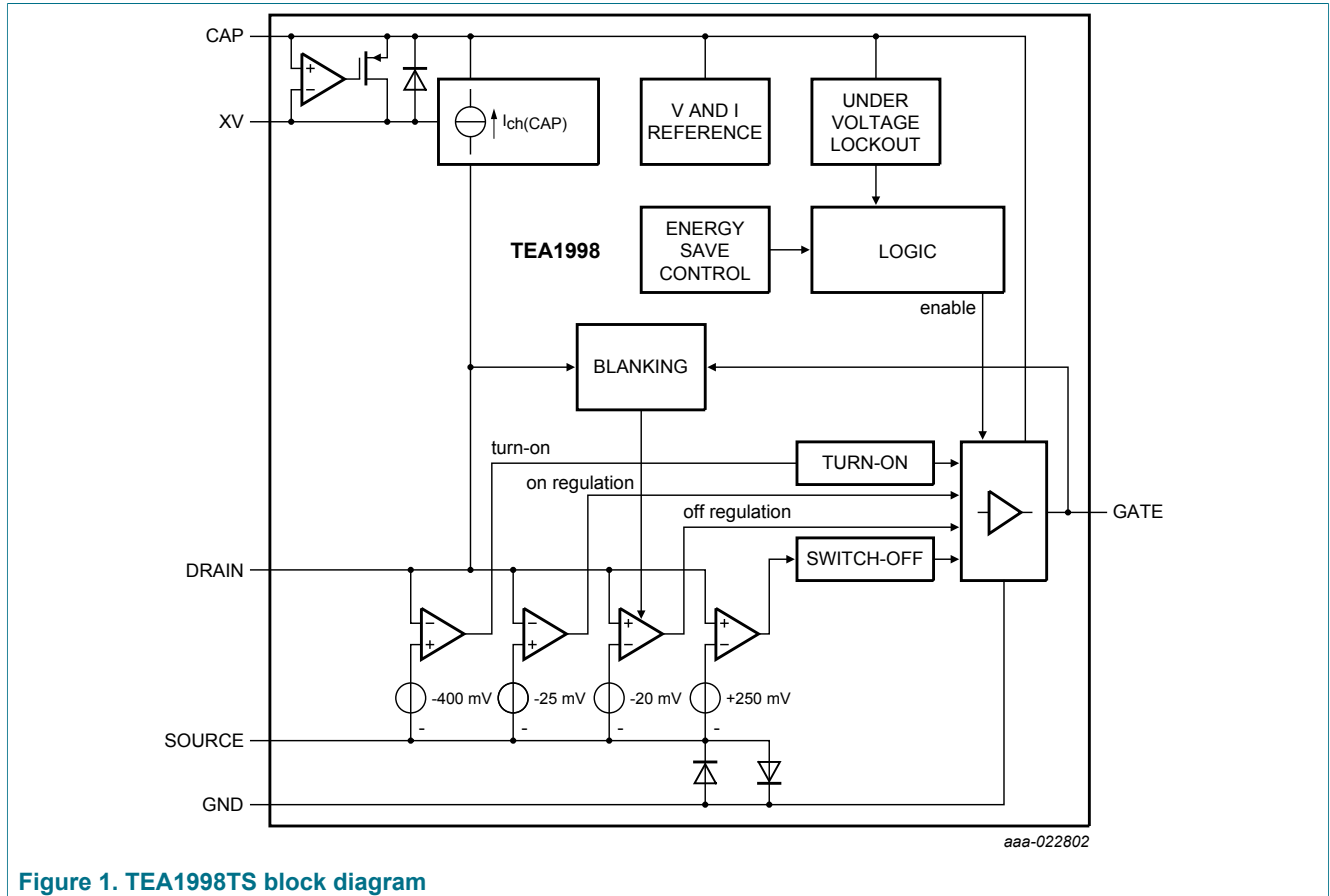 CAP
XV
I_ch(CAP)
V AND I
REFERENCE
UNDER
VOLTAGE
LOCKOUT
TEA1998
ENERGY
SAVE
CONTROL
LOGIC
enable
BLANKING
turn-on
TURN-ON
on regulation
off regulation
GATE
SWITCH-OFF
DRAIN
-400 mV
-25 mV
-20 mV
+250 mV
SOURCE
GND
aaa-022802
Figure 1. TEA1998TS block diagram